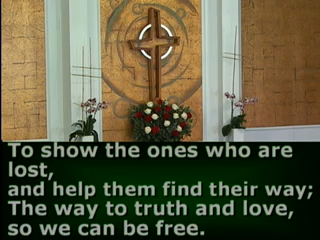 To show the ones who are
lost,
and help them find their way;
The way to truth and love,
so we can be free.